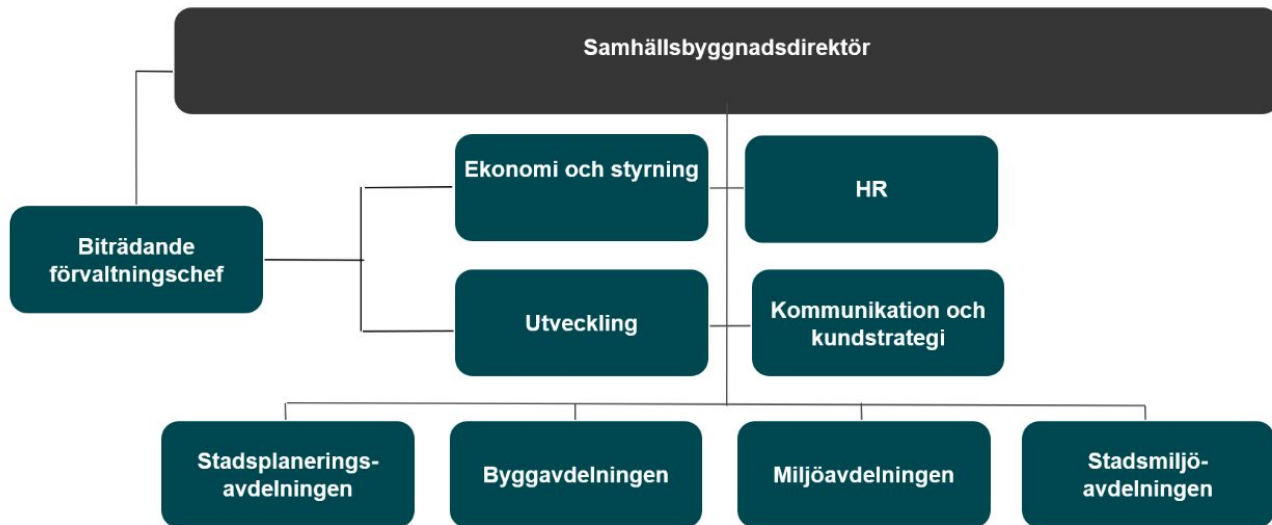 Samhällsbyggnadsdirektör
Ekonomi och styrning
HR
Biträdande
förvaltningschef
Utveckling
Kommunikation och
kundstrategi
Stadsplanerings-
avdelningen
Byggavdelningen
Miljöavdelningen
Stadsmiljö-
avdelningen